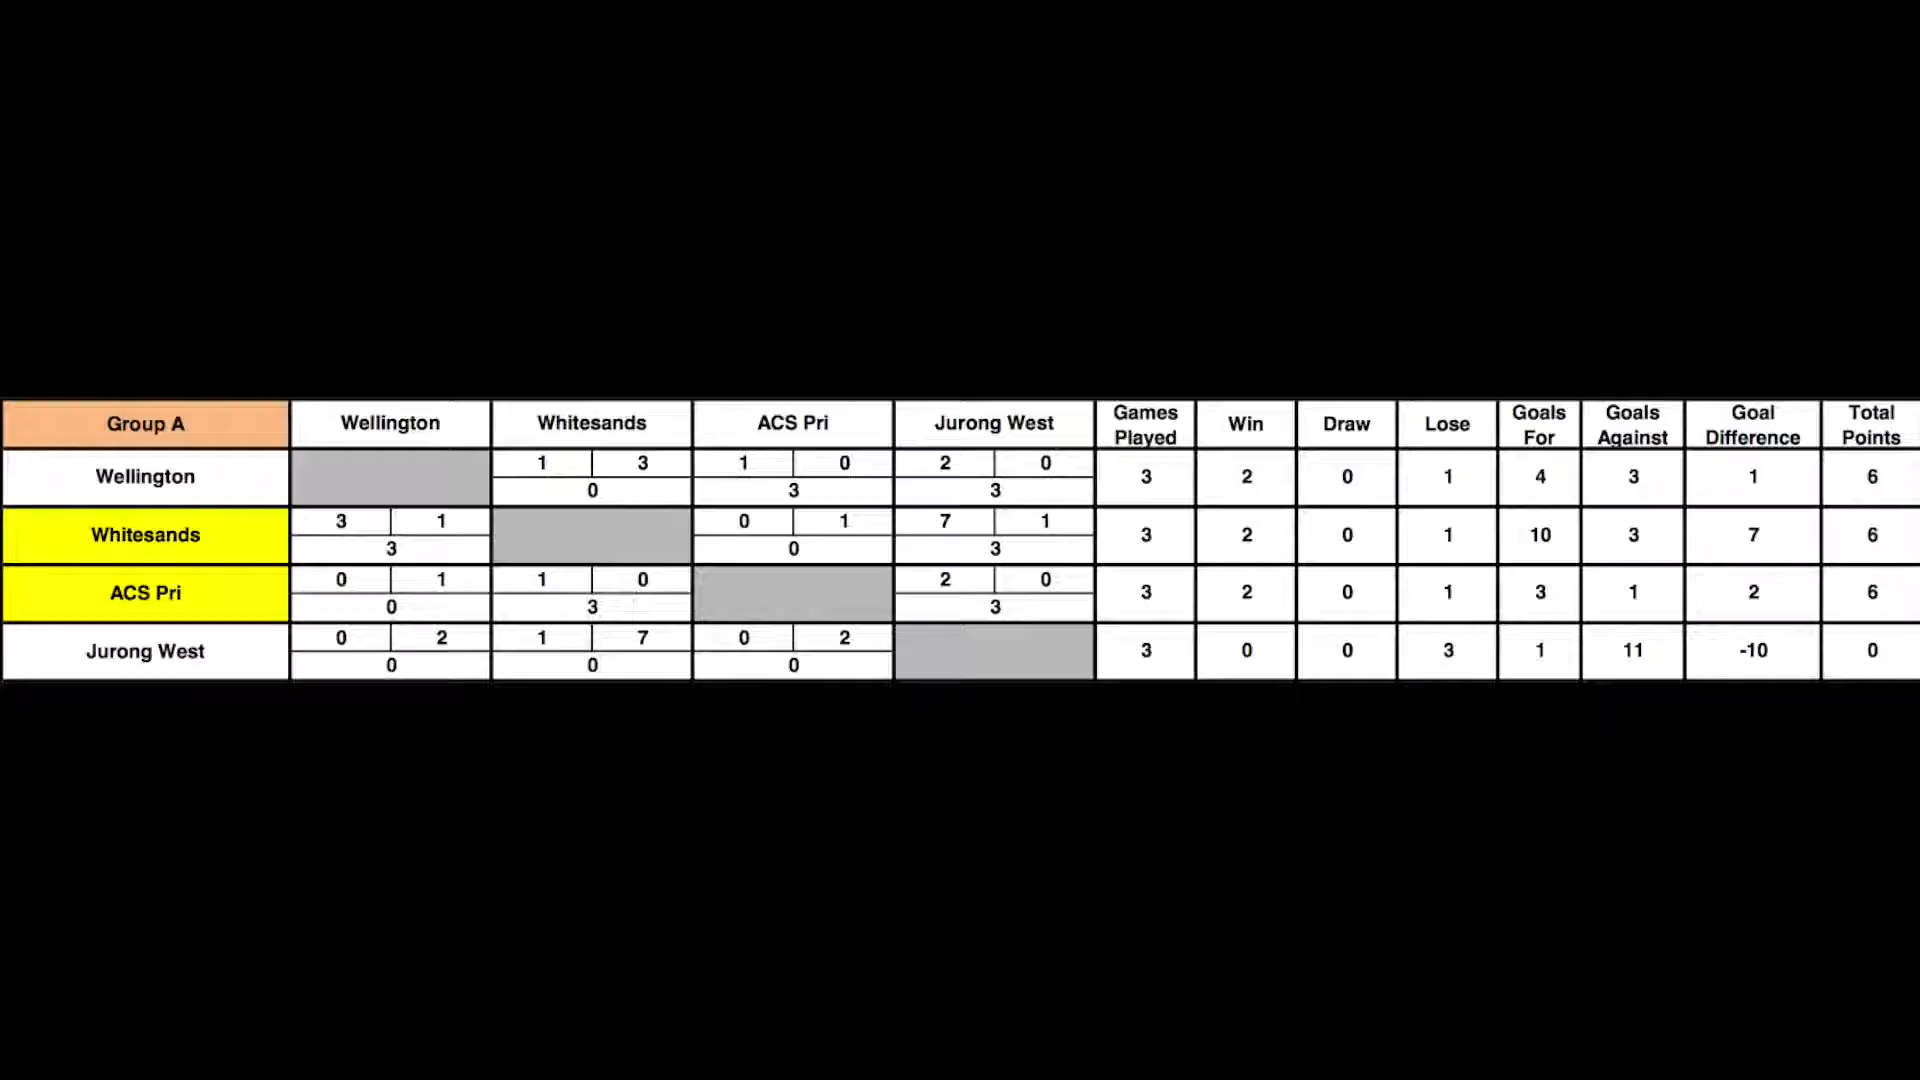 Group A Wellington Whitesands ACS Pri Jurong West Games Played Win Draw Lose Goals For Goals Against Goal Difference Total Points
Wellington 1 3 1 0 2 0 3 2 0 1 4 3 1 6
0 3 3
Whitesands 3 1 0 1 7 1 3 2 0 1 10 3 7 6
3 0 3
ACS Pri 0 1 1 0 2 0 3 2 0 1 3 1 2 6
0 3 3
Jurong West 0 2 1 7 0 2 3 0 0 3 1 11 -10 0
0 0 0